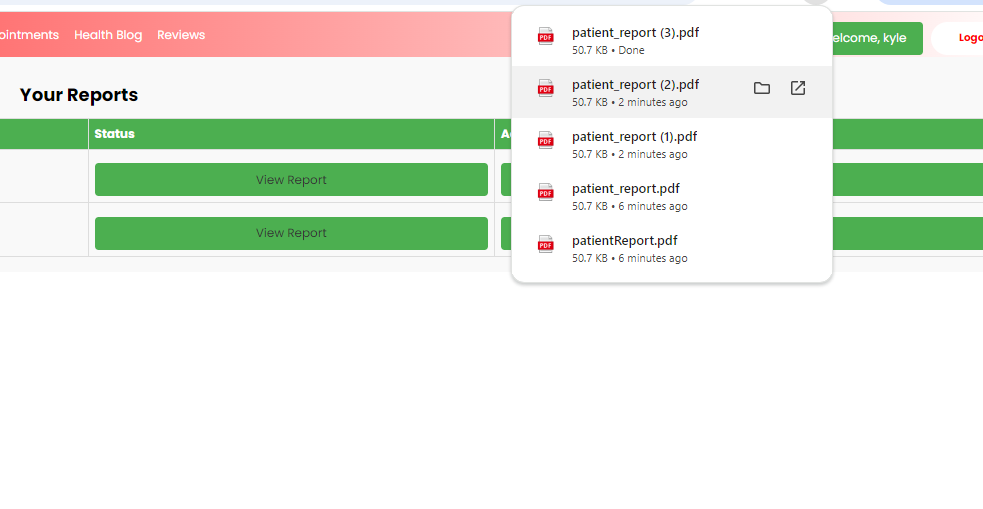 Health Blog
Reviews
elcome, kyle
Your Reports
Status
View Report
View Report
patient_report (3).pdf
50.7 KB • Done
patient_report (2).pdf
50.7 KB • 2 minutes ago
patient_report (1).pdf
50.7 KB • 2 minutes ago
patient_report.pdf
50.7 KB • 6 minutes ago
patientReport.pdf
50.7 KB • 6 minutes ago
PDF
PDF
PDF
PDF
PDF